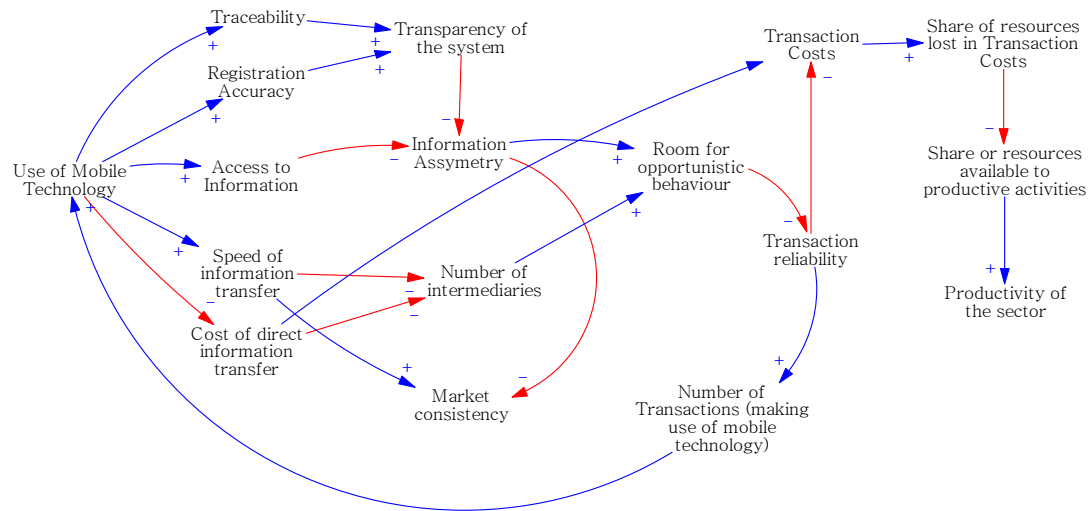 Traceability
Transparency of
the system
Transaction
Costs
Share of resources
lost in Transaction
Costs
Registration
Accuracy
Information
Assymetry
Room for
opportunistic
behaviour
Share or resources
available to
productive activities
Use of Mobile
Technology
Access to
Information
Transaction
reliability
Speed of
information
transfer
Number of
intermediaries
Productivity of
the sector
Cost of direct
information
transfer
Market
consistency
Number of
Transactions (making
use of mobile
technology)
+
+
+
+
+
+
+
+
+
+
+
+
+
+
−
−
−
−
−
−
−
−
−